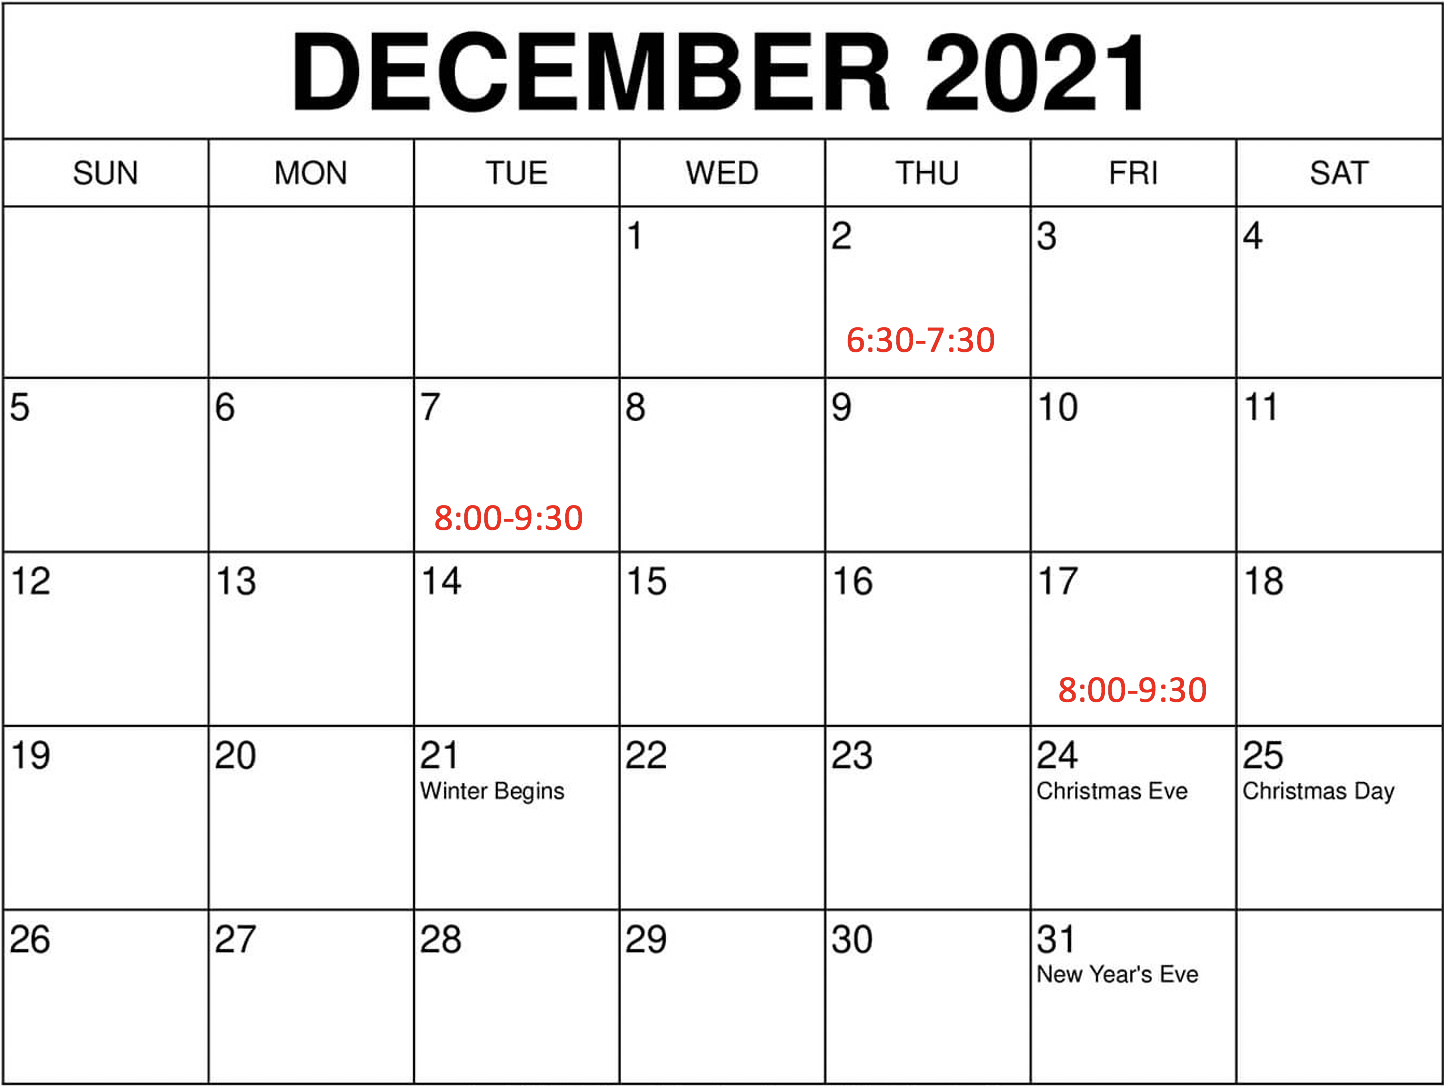 DECEMBER 2021
SUN MON TUE WED THU FRI SAT
1 2 3 4
6:30-7:30
5 6 7 8 9 10 11
8:00-9:30
12 13 14 15 16 17 18
8:00-9:30
19 20 21 22 23 24 25
Winter Begins Christmas Eve Christmas Day
26 27 28 29 30 31
New Year's Eve